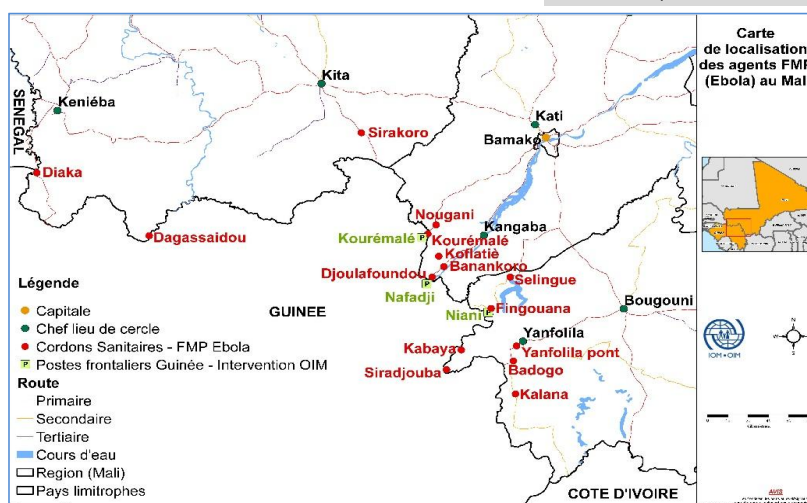 Carte
de localisation
des agents FMP
(Ebola) au Mali
SENEGAL
Keniéba
Kita
Kati
Bamako
Sirakoro
Diaka
Dagassaidou
Nougani
Kangaba
Kourémalé
Kourémalé
Koflatiè
Banankoro
Djoulafoundou
Selingue
Nafadji
GUINEE
Niani
Fingouana
Bougouni
Yanfolila
Kabaya
Yanfolila pont
Siradjouba
Badogo
Kalana
COTE D'IVOIRE
Légende
Capitale
Chef lieu de cercle
Cordons Sanitaires - FMP Ebola
P Postes frontaliers Guinée - Intervention OIM
Route
Primaire
Secondaire
Tertiaire
Cours d'eau
Region (Mali)
Pays limitrophes
IOM • OIM
N
AVIS